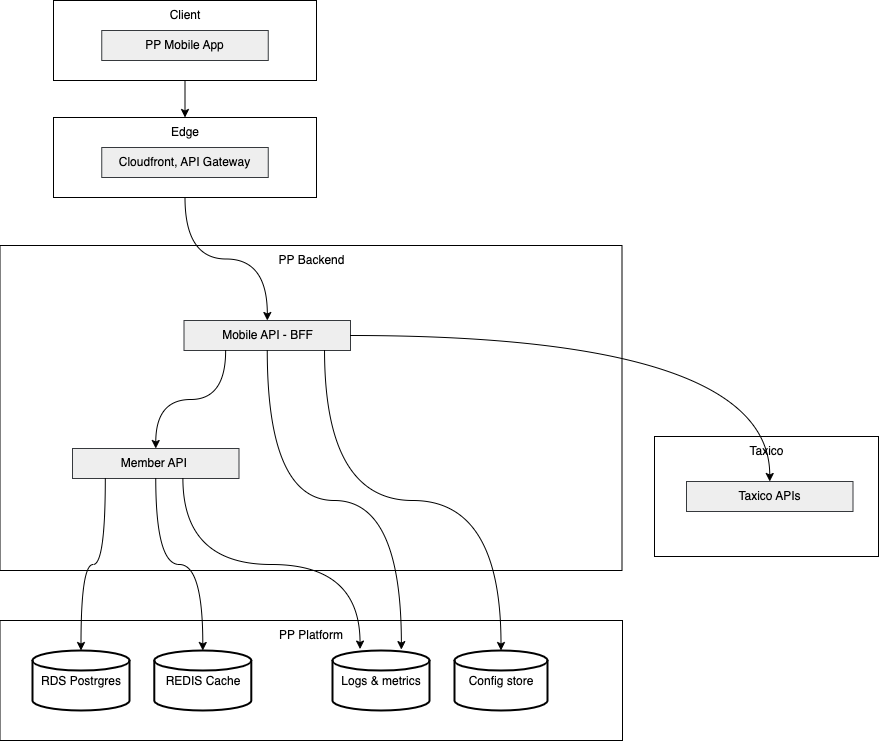 Client
PP Mobile App
Edge
Cloudfront, API Gateway
PP Backend
Mobile API - BFF
Member API
Taxico
Taxico APIs
PP Platform
RDS Postrgres
REDIS Cache
Logs & metrics
Config store